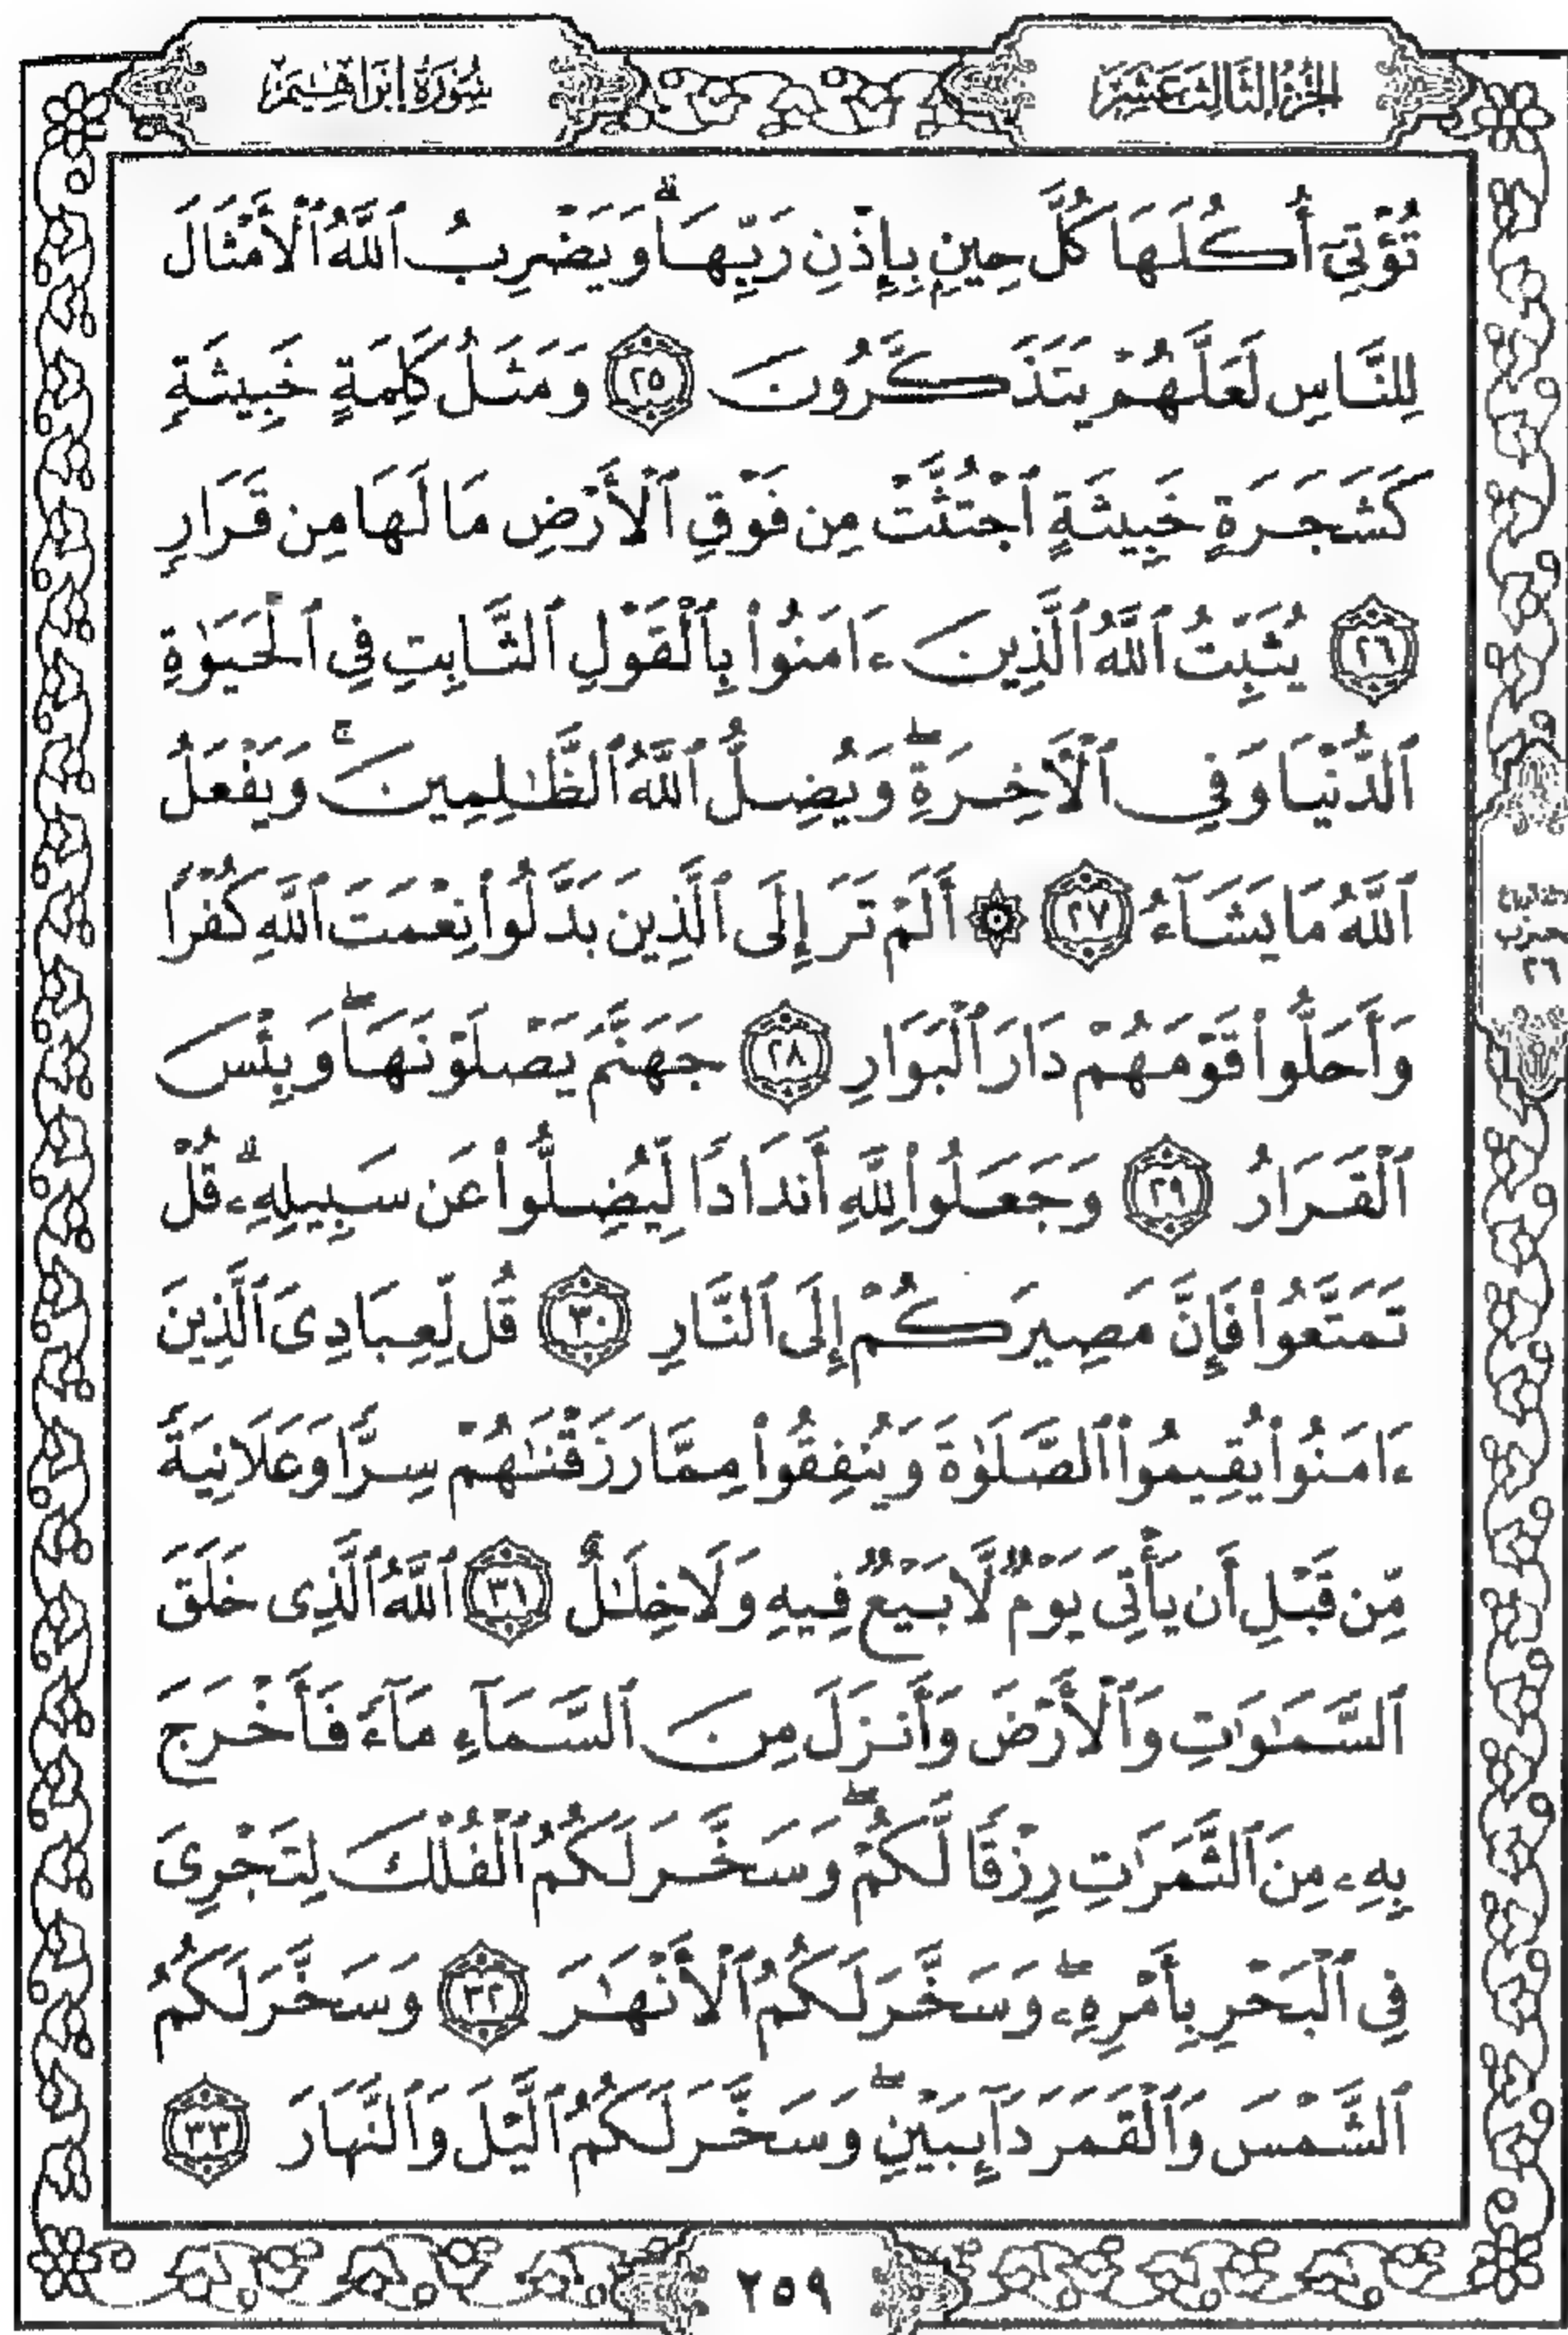 الجزء الثالث عشر
سورة إبراهيم
تُؤْتِىٓ أُكُلَهَا كُلَّ حِينٍۭ بِإِذْنِ رَبِّهَاۗ وَيَضْرِبُ ٱللَّهُ ٱلْأَمْثَالَ
لِلنَّاسِ لَعَلَّهُمْ يَتَذَكَّرُونَ ٢٥ وَمَثَلُ كَلِمَةٍ خَبِيثَةٍ
كَشَجَرَةٍ خَبِيثَةٍ ٱجْتُثَّتْ مِن فَوْقِ ٱلْأَرْضِ مَا لَهَا مِن قَرَارٍ
٢٦ يُثَبِّتُ ٱللَّهُ ٱلَّذِينَ ءَامَنُوا۟ بِٱلْقَوْلِ ٱلثَّابِتِ فِى ٱلْحَيَوٰةِ
ٱلدُّنْيَا وَفِى ٱلْأَخِرَةِۖ وَيُضِلُّ ٱللَّهُ ٱلظَّٰلِمِينَۚ وَيَفْعَلُ
ٱللَّهُ مَا يَشَآءُ ٢٧ ۞ أَلَمْ تَرَ إِلَى ٱلَّذِينَ بَدَّلُوا۟ نِعْمَتَ ٱللَّهِ كُفْرًا
وَأَحَلُّوا۟ قَوْمَهُمْ دَارَ ٱلْبَوَارِ ٢٨ جَهَنَّمَ يَصْلَوْنَهَاۖ وَبِئْسَ
ٱلْقَرَارُ ٢٩ وَجَعَلُوا۟ لِلَّهِ أَندَادًا لِّيُضِلُّوا۟ عَن سَبِيلِهِۦۗ قُلْ
تَمَتَّعُوا۟ فَإِنَّ مَصِيرَكُمْ إِلَى ٱلنَّارِ ٣٠ قُل لِّعِبَادِىَ ٱلَّذِينَ
ءَامَنُوا۟ يُقِيمُوا۟ ٱلصَّلَوٰةَ وَيُنفِقُوا۟ مِمَّا رَزَقْنَٰهُمْ سِرًّا وَعَلَانِيَةً
مِّن قَبْلِ أَن يَأْتِىَ يَوْمٌ لَّا بَيْعٌ فِيهِ وَلَا خِلَٰلٌ ٣١ ٱللَّهُ ٱلَّذِى خَلَقَ
ٱلسَّمَٰوَٰتِ وَٱلْأَرْضَ وَأَنزَلَ مِنَ ٱلسَّمَآءِ مَآءً فَأَخْرَجَ
بِهِۦ مِنَ ٱلثَّمَرَٰتِ رِزْقًا لَّكُمْۖ وَسَخَّرَ لَكُمُ ٱلْفُلْكَ لِتَجْرِىَ
فِى ٱلْبَحْرِ بِأَمْرِهِۦۖ وَسَخَّرَ لَكُمُ ٱلْأَنْهَٰرَ ٣٢ وَسَخَّرَ لَكُمُ
ٱلشَّمْسَ وَٱلْقَمَرَ دَآئِبَيْنِۖ وَسَخَّرَ لَكُمُ ٱلَّيْلَ وَٱلنَّهَارَ ٣٣
حزب
٢٦
٢٥٩